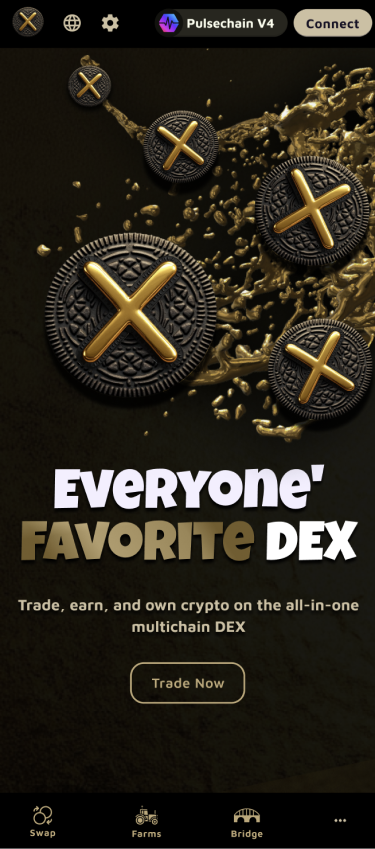 Pulsechain V4
Connect
Everyone'
FAVORITE DEX
Trade, earn, and own crypto on the all-in-one
multichain DEX
Trade Now
Swap
Farms
Bridge